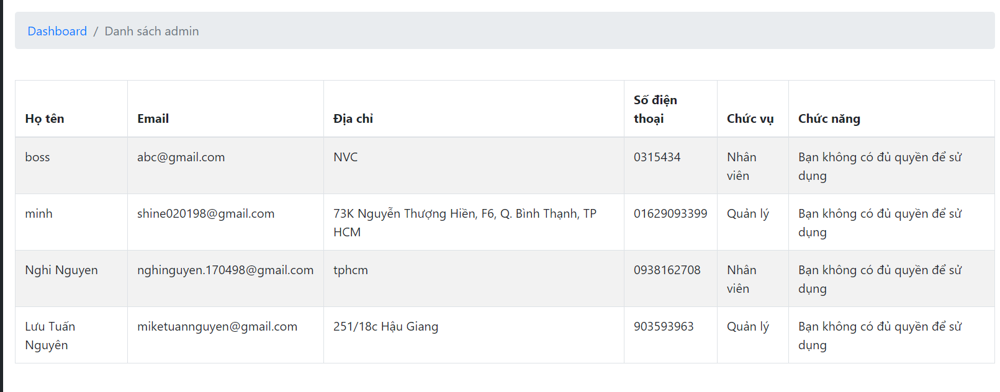 Dashboard / Danh sách admin
Họ tên
Email
Địa chỉ
Số điện
thoại
Chức vụ
Chức năng
boss
abc@gmail.com
NVC
0315434
Nhân
viên
Bạn không có đủ quyền để sử
dụng
minh
shine020198@gmail.com
73K Nguyễn Thượng Hiền, F6, Q. Bình Thạnh, TP
HCM
01629093399
Quản lý
Bạn không có đủ quyền để sử
dụng
Nghi Nguyen
nghinguyen.170498@gmail.com
tphcm
0938162708
Nhân
viên
Bạn không có đủ quyền để sử
dụng
Lưu Tuấn
Nguyên
miketuannguyen@gmail.com
251/18c Hậu Giang
903593963
Quản lý
Bạn không có đủ quyền để sử
dụng